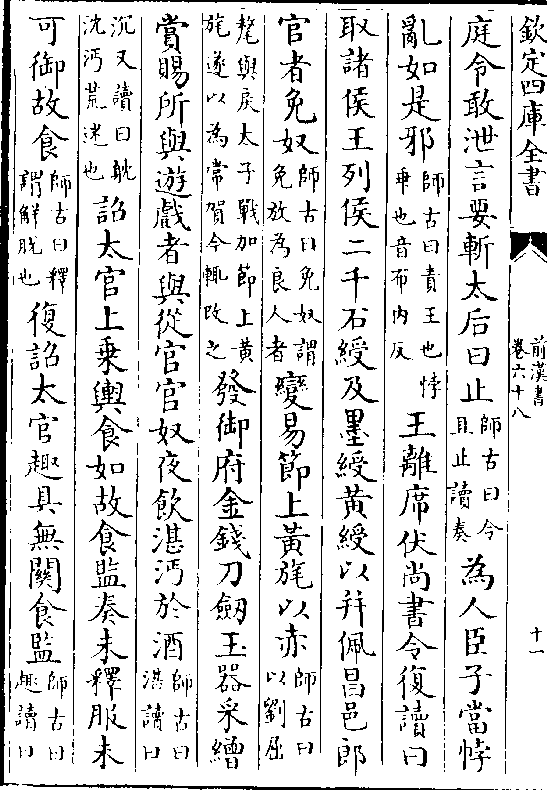 欽定四庫全書
前漢書
卷六十八
十一
庭令敢泄言要斬太后曰止師古曰令
且止讀奏為人臣子當悖
亂如是邪師古曰責王也悖
乖也音布內反王離席伏尚書令復讀曰
取諸侯王列侯二千石綬及墨綬黃綬以并佩昌邑郎
官者免奴師古曰免奴謂
免放為良人者變易節上黃旄以赤師古曰
以劉屈
氂與戾太子戰加節上黃
旄遂以為常賀今輒改之發御府金錢刀劒玉器采繒
賞賜所與遊戲者與從官官奴夜飲湛沔於酒師古曰
湛讀曰
沉又讀曰耽
沈沔荒迷也詔太官上乗輿食如故食監奏未釋服未
可御故食師古曰釋
謂解脫也復詔太官趣具無關食監師古曰
趣讀曰